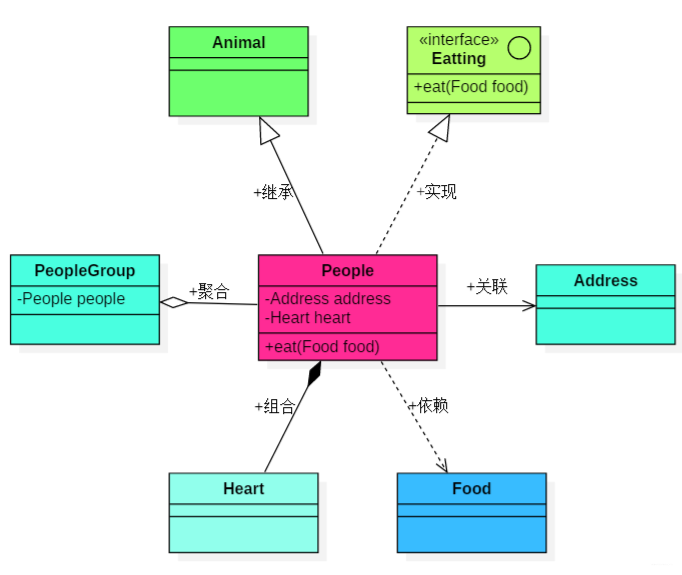 Animal
«interface»
Eatting
+eat(Food food)
+继承
+实现
PeopleGroup
-People people
+聚合
People
-Address address
-Heart heart
+eat(Food food)
+关联
Address
+组合
+依赖
Heart
Food